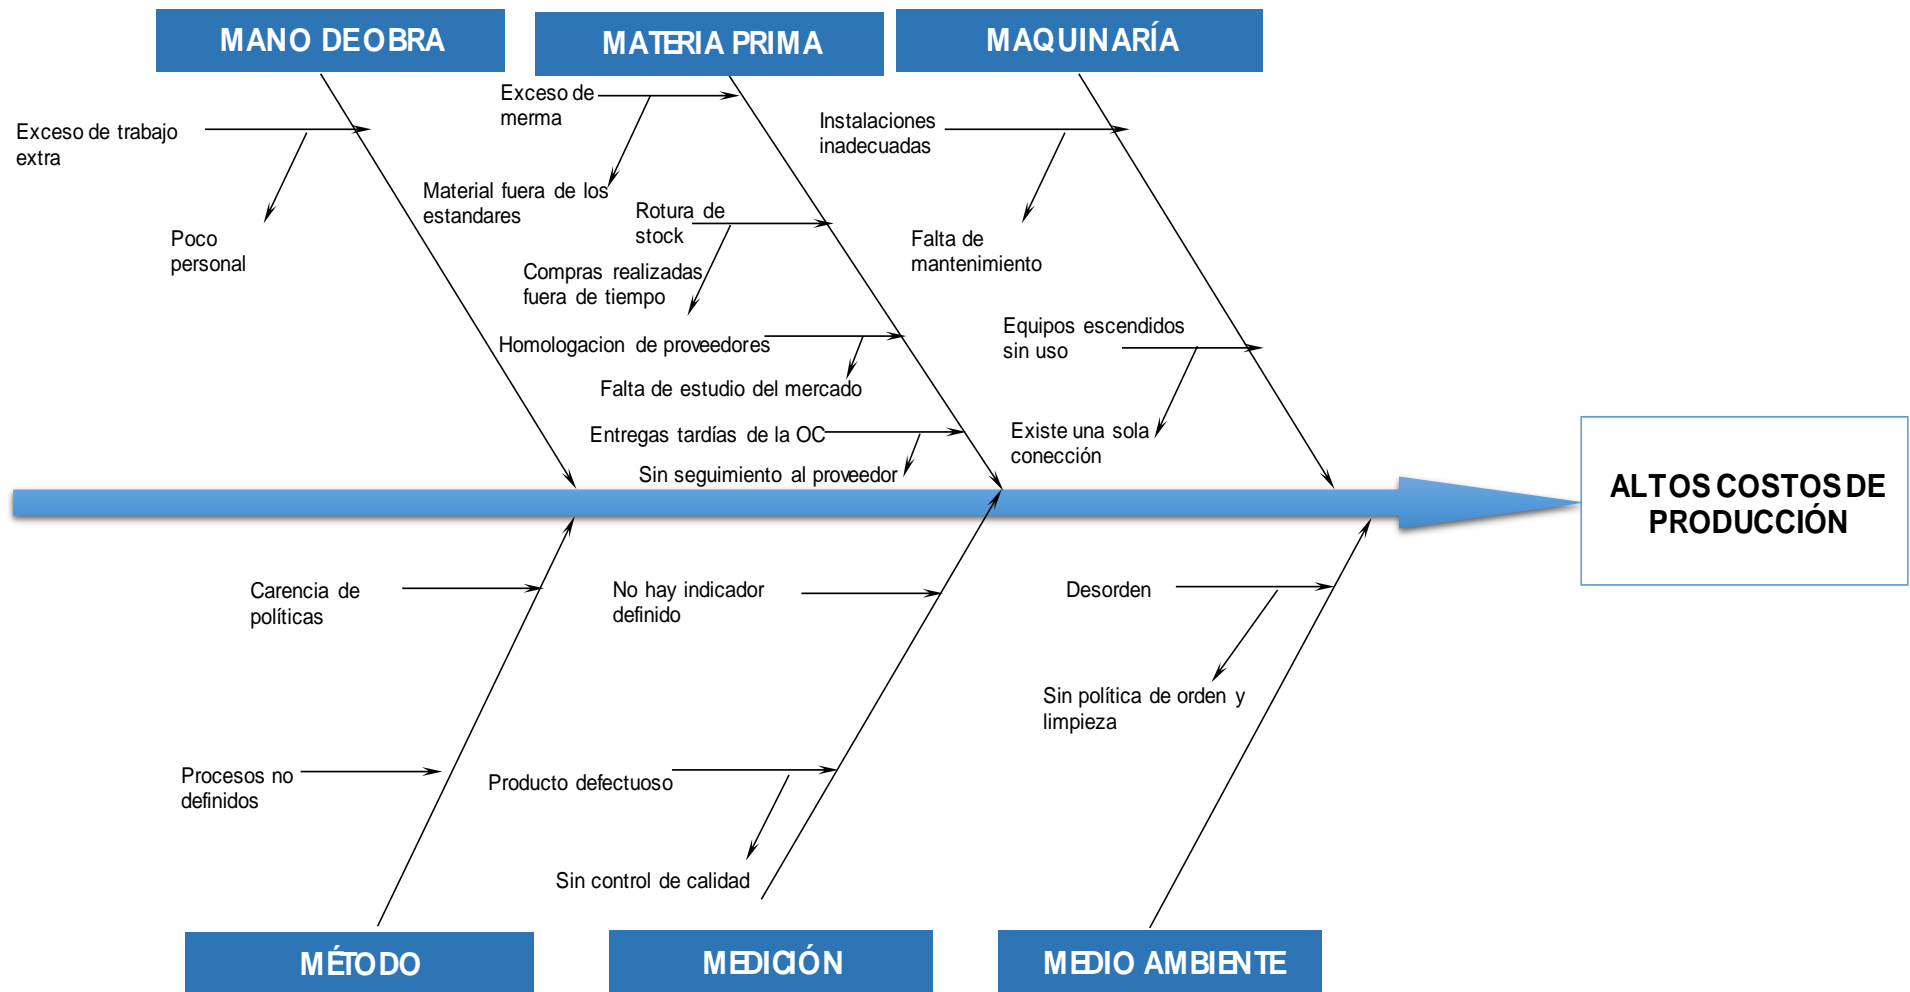 MANO DE OBRA
MATERIA PRIMA
MAQUINARÍA
Exceso de trabajo
extra
Poco
personal
Exceso de
merma
Material fuera de los
estandares
Rotura de
stock
Compras realizadas
fuera de tiempo
Homologacion de proveedores
Falta de estudio del mercado
Entregas tardías de la OC
Sin seguimiento al proveedor
Instalaciones
inadecuadas
Falta de
mantenimiento
Equipos escendidos
sin uso
Existe una sola
conección
ALTOS COSTOS DE
PRODUCCIÓN
Carencia de
políticas
Procesos no
definidos
No hay indicador
definido
Producto defectuoso
Sin control de calidad
Desorden
Sin política de orden y
limpieza
MÉTODO
MEDICIÓN
MEDIO AMBIENTE